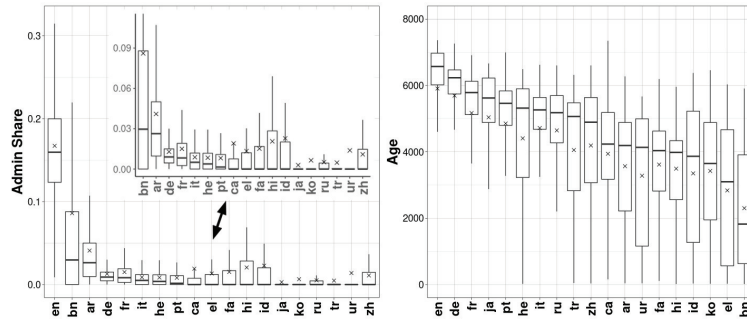 Admin Share
0.3
0.2
0.1
0.0
en bn ar de fr it he pt ca el fa hi id ja ko ru tr ur zh
0.09
0.06
0.03
0.00
bn ar de fr it he pt ca el fa hi id ja ko ru tr ur zh
Age
8000
6000
4000
2000
0
en de fr ja it pt he id ru tr zh ca ar ur fa hi el ko el bn